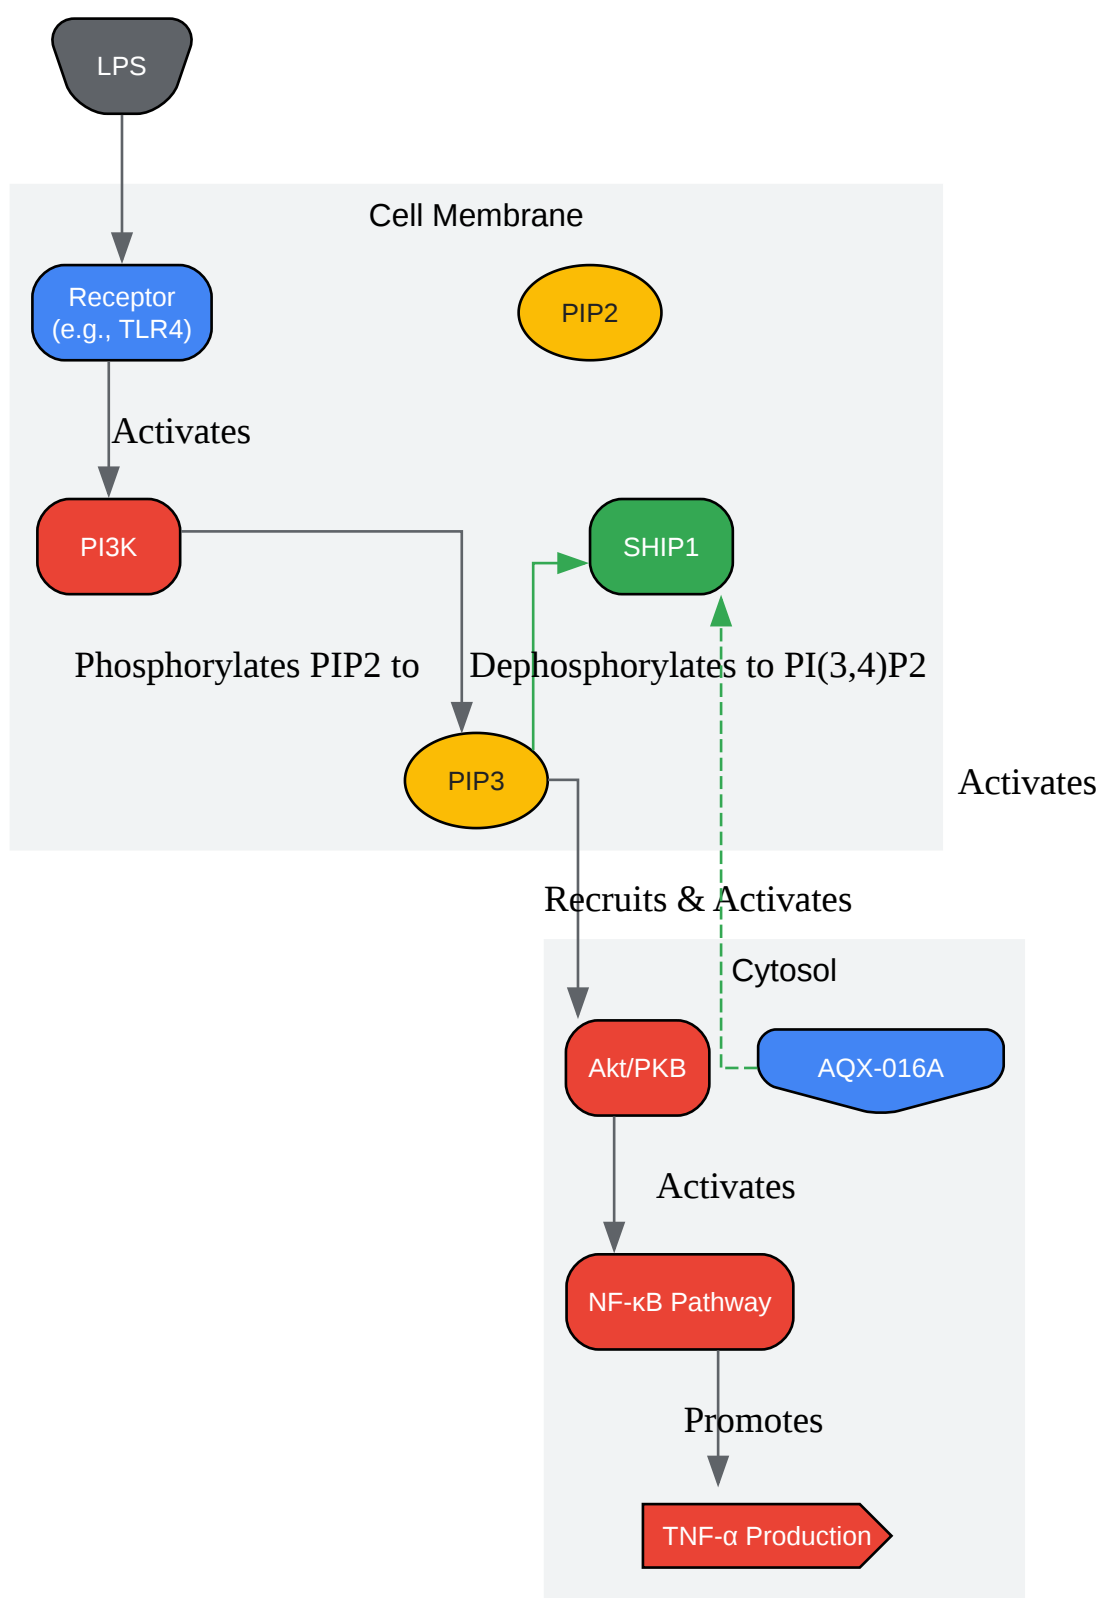 LPS
Cell Membrane
Receptor
(e.g., TLR4)
PIP2
Activates
PI3K
SHIP1
Phosphorylates PIP2 to
Dephosphorylates to PI(3,4)P2
PIP3
Activates
Recruits & Activates
Cytosol
Akt/PKB
AQX-016A
Activates
NF-κB Pathway
Promotes
TNF-α Production